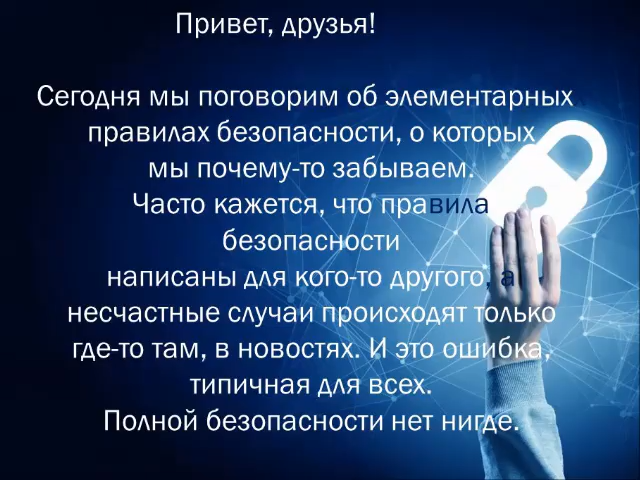 Привет, друзья!
Сегодня мы поговорим об элементарных
правилах безопасности, о которых
мы почему-то забываем.
Часто кажется, что правила
безопасности
написаны для кого-то другого, а
несчастные случаи происходят только
где-то там, в новостях. И это ошибка,
типичная для всех.
Полной безопасности нет нигде.